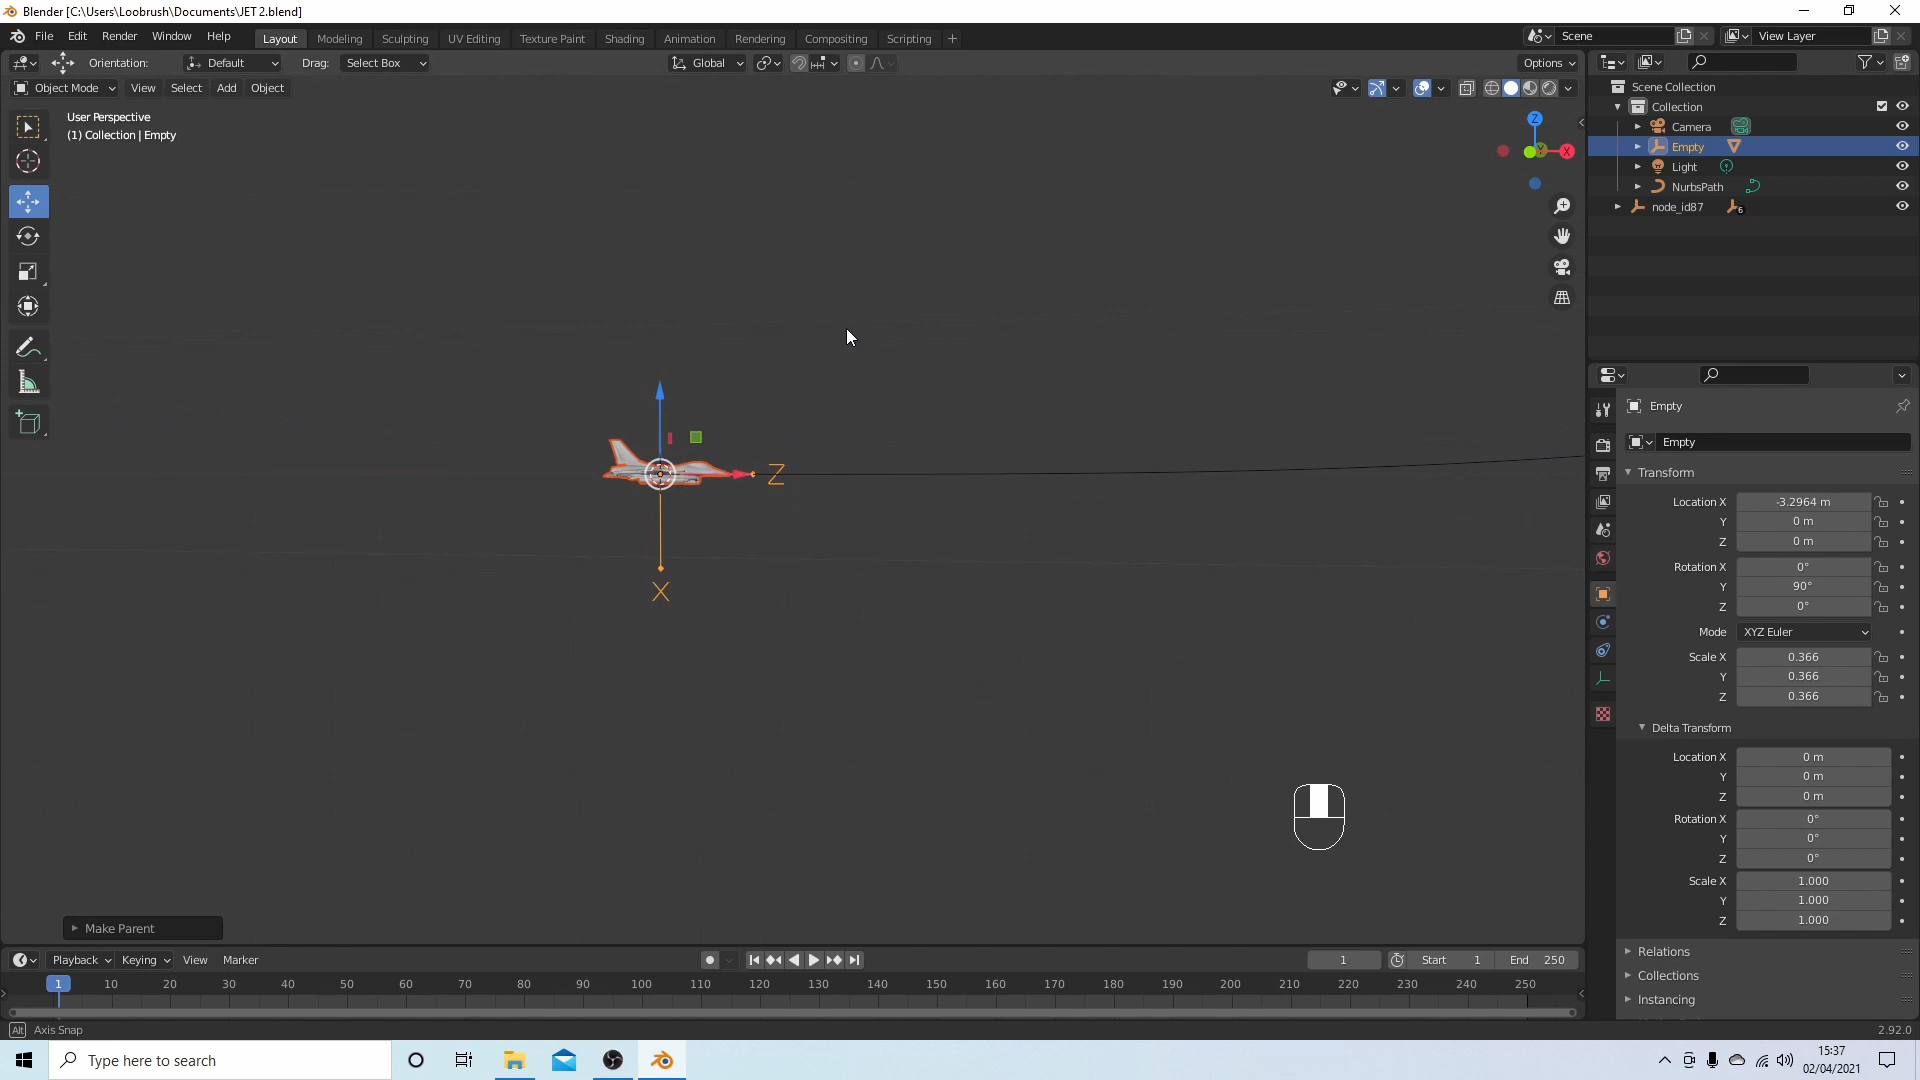 Blender [C:\Users\Loobrush\Documents\JET 2.blend]
File Edit Render Window Help
Layout Modeling Sculpting UV Editing Texture Paint Shading Animation Rendering Compositing Scripting +
Scene
View Layer
Orientation: Default Drag: Select Box
Global
Options
Object Mode View Select Add Object
User Perspective
(1) Collection | Empty
Z
X
Z
X
Make Parent
Scene Collection
Collection
Camera
Empty
Light
NurbsPath
node_id87 6
Empty
Empty
Transform
Location X -3.2964 m
Y 0 m
Z 0 m
Rotation X 0°
Y 90°
Z 0°
Mode XYZ Euler
Scale X 0.366
Y 0.366
Z 0.366
Delta Transform
Location X 0 m
Y 0 m
Z 0 m
Rotation X 0°
Y 0°
Z 0°
Scale X 1.000
Y 1.000
Z 1.000
Relations
Collections
Instancing
Playback Keying View Marker
1 Start 1 End 250
1 10 20 30 40 50 60 70 80 90 100 110 120 130 140 150 160 170 180 190 200 210 220 230 240 250
Alt Axis Snap
2.92.0
Type here to search
15:37
02/04/2021